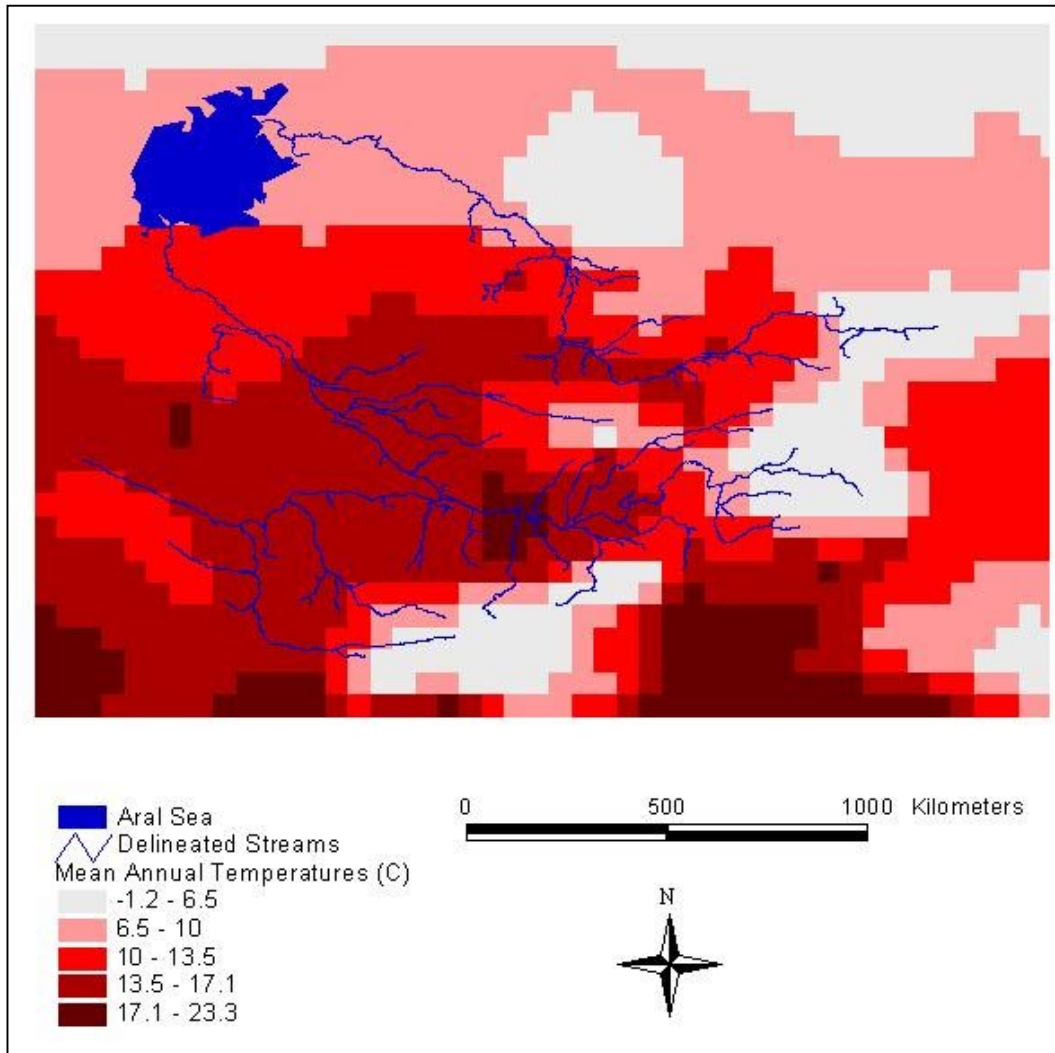 Aral Sea
Delineated Streams
Mean Annual Temperatures (C)
-1.2 - 6.5
6.5 - 10
10 - 13.5
13.5 - 17.1
17.1 - 23.3
0 500 1000 Kilometers
N